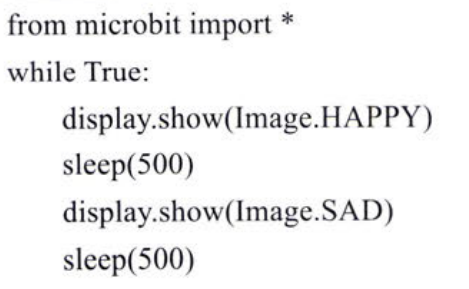 from microbit import *
while True:
    display.show(Image.HAPPY)
    sleep(500)
    display.show(Image.SAD)
    sleep(500)